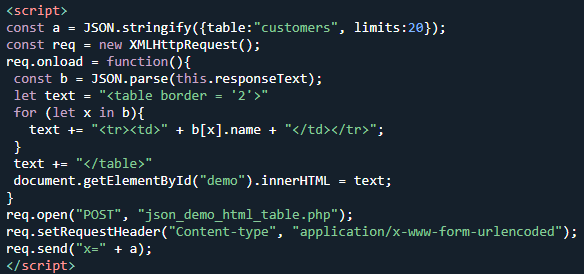 <script>
const a = JSON.stringify({table:"customers", limits:20});
const req = new XMLHttpRequest();
req.onload = function(){
 const b = JSON.parse(this.responseText);
 let text = "<table border = '2'>"
 for (let x in b){
   text += "<tr><td>" + b[x].name + "</td></tr>";
 }
 text += "</table>"
 document.getElementById("demo").innerHTML = text;
}
req.open("POST", "json_demo_html_table.php");
req.setRequestHeader("Content-type", "application/x-www-form-urlencoded");
req.send("x=" + a);
</script>